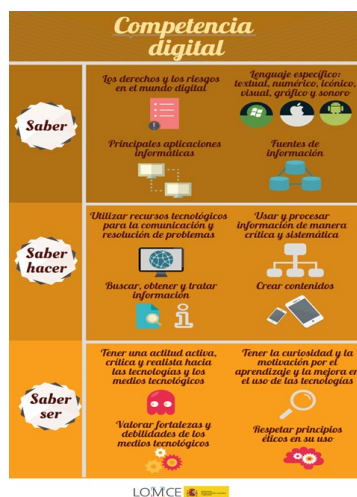 Competencia
digital
Saber
Los derechos y los riesgos
en el mundo digital
Lenguaje específico:
textual, numérico, icónico,
visual, gráfico y sonoro
Principales aplicaciones
informáticas
Fuentes de
información
Saber
hacer
Utilizar recursos tecnológicos
para la comunicación y
resolución de problemas
Usar y procesar
información de manera
crítica y sistemática
Buscar, obtener y tratar
información
Crear contenidos
Saber
ser
Tener una actitud activa,
crítica y realista hacia
las tecnologías y los
medios tecnológicos
Tener la curiosidad y la
motivación por el
aprendizaje y la mejora en
el uso de las tecnologías
Valorar fortalezas y
debilidades de los
medios tecnológicos
Respetar principios
éticos en su uso
LOMCE